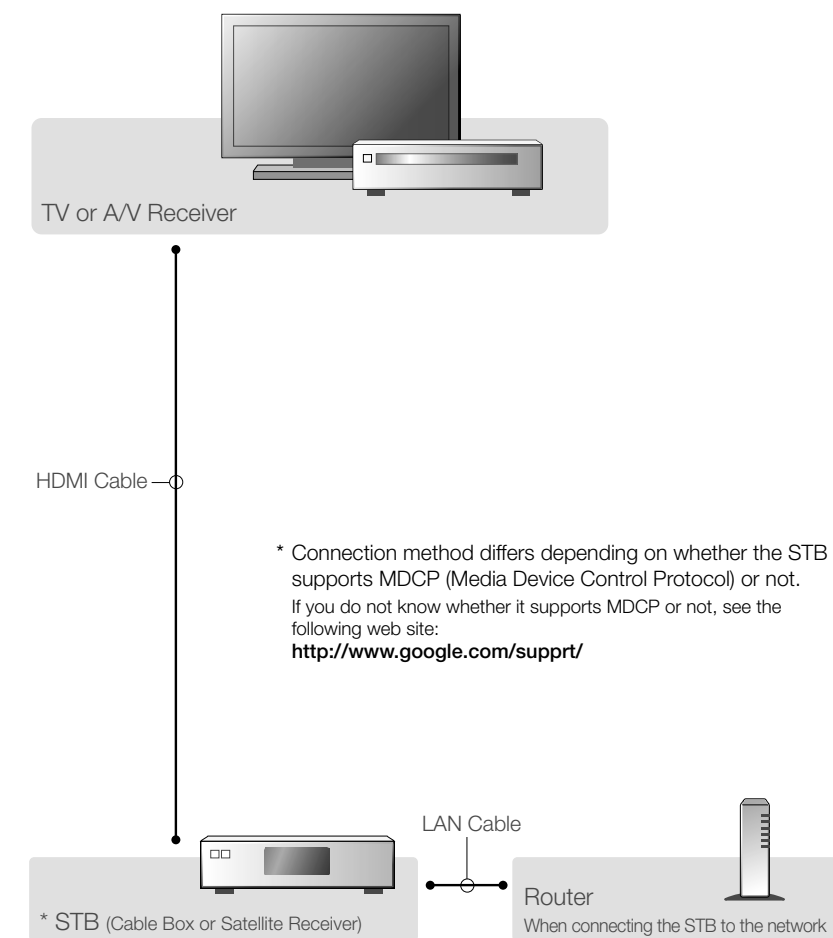 TV or A/V Receiver
HDMI Cable
* Connection method differs depending on whether the STB
supports MDCP (Media Device Control Protocol) or not.
If you do not know whether it supports MDCP or not, see the
following web site:
http://www.google.com/supprt/
LAN Cable
* STB (Cable Box or Satellite Receiver)
Router
When connecting the STB to the network